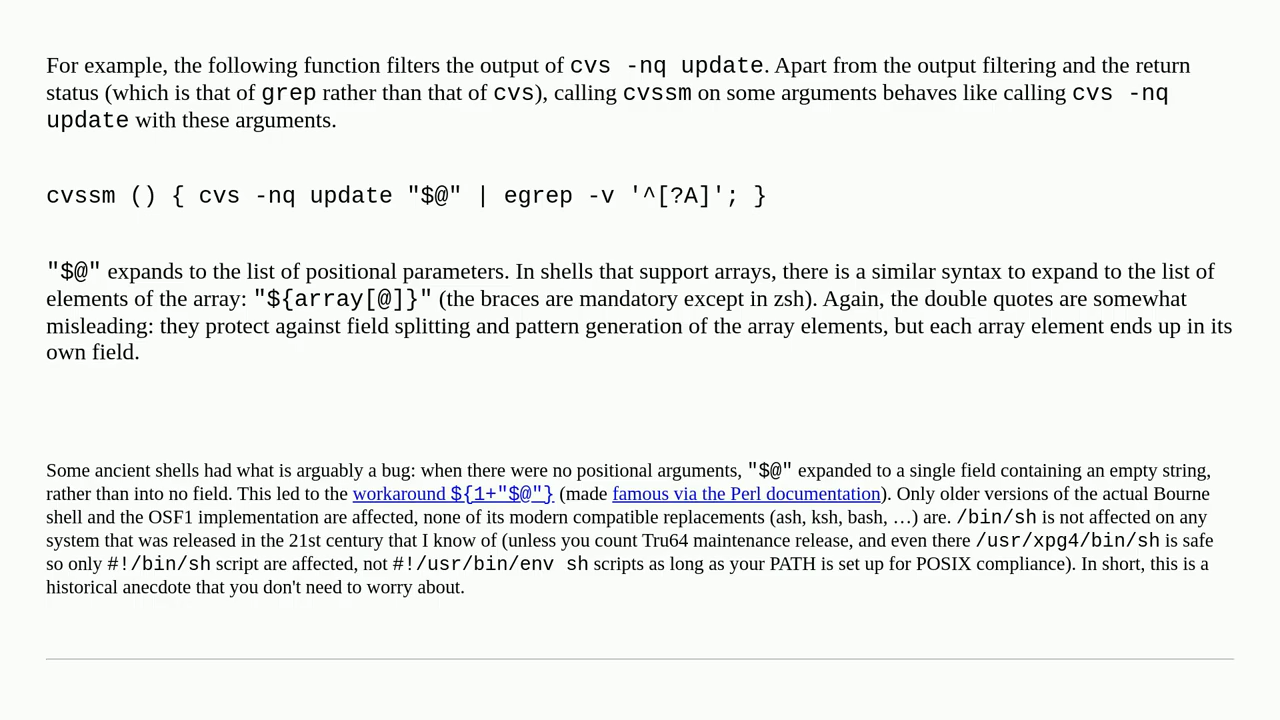 For example, the following function filters the output of cvs -nq update. Apart from the output filtering and the return
status (which is that of grep rather than that of cvs), calling cvssm on some arguments behaves like calling cvs -nq
update with these arguments.
cvssm () { cvs -nq update "$@" | egrep -v '^[?A]'; }
"$@" expands to the list of positional parameters. In shells that support arrays, there is a similar syntax to expand to the list of
elements of the array: "${array[@]}" (the braces are mandatory except in zsh). Again, the double quotes are somewhat
misleading: they protect against field splitting and pattern generation of the array elements, but each array element ends up in its
own field.
Some ancient shells had what is arguably a bug: when there were no positional arguments, "$@" expanded to a single field containing an empty string,
rather than into no field. This led to the workaround ${1+"$@"} (made famous via the Perl documentation). Only older versions of the actual Bourne
shell and the OSF1 implementation are affected, none of its modern compatible replacements (ash, ksh, bash, …) are. /bin/sh is not affected on any
system that was released in the 21st century that I know of (unless you count Tru64 maintenance release, and even there /usr/xpg4/bin/sh is safe
so only #!/bin/sh script are affected, not #!/usr/bin/env sh scripts as long as your PATH is set up for POSIX compliance). In short, this is a
historical anecdote that you don't need to worry about.